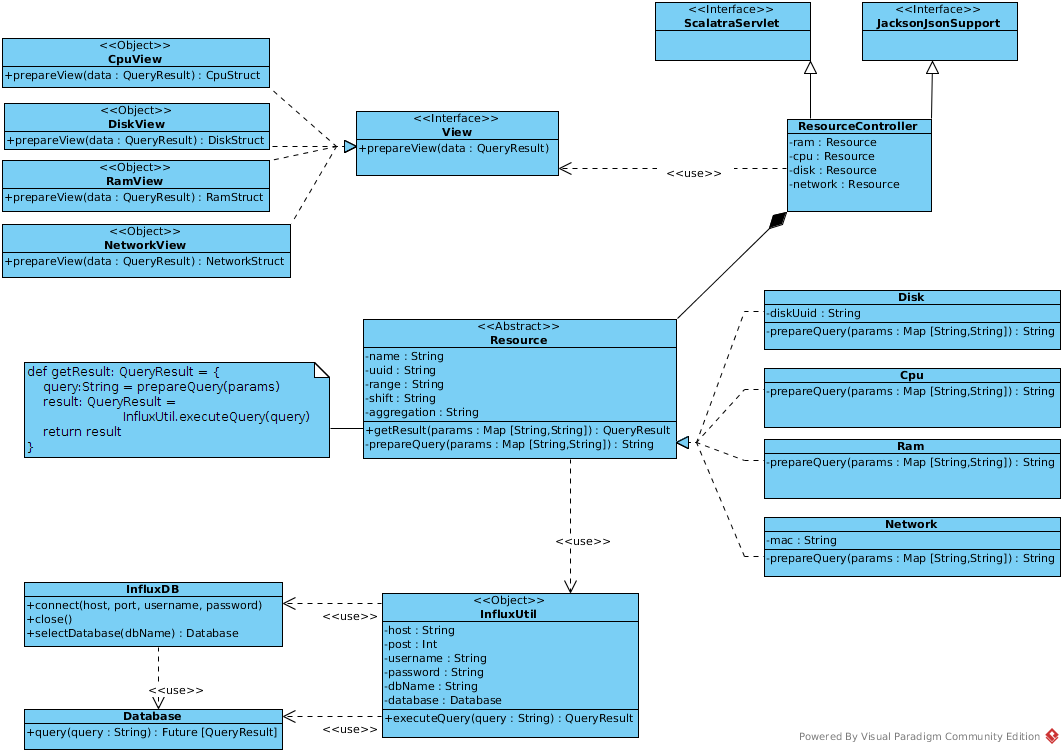 <<Interface>>
ScalatraServlet
<<Interface>>
JacksonJsonSupport
<<Object>>
CpuView
+prepareView(data : QueryResult) : CpuStruct
<<Object>>
DiskView
+prepareView(data : QueryResult) : DiskStruct
<<Object>>
RamView
+prepareView(data : QueryResult) : RamStruct
<<Object>>
NetworkView
+prepareView(data : QueryResult) : NetworkStruct
<<Interface>>
View
+prepareView(data : QueryResult)
<<use>>
ResourceController
-ram : Resource
-cpu : Resource
-disk : Resource
-network : Resource
<<Abstract>>
Resource
-name : String
-uuid : String
-range : String
-shift : String
-aggregation : String
+getResult(params : Map [String,String]) : QueryResult
-prepareQuery(params : Map [String,String]) : String
def getResult: QueryResult = {
query:String = prepareQuery(params)
result: QueryResult =
InfluxUtil.executeQuery(query)
return result
}
Disk
-diskUuid : String
-prepareQuery(params : Map [String,String]) : String
Cpu
-prepareQuery(params : Map [String,String]) : String
Ram
-prepareQuery(params : Map [String,String]) : String
Network
-mac : String
-prepareQuery(params : Map [String,String]) : String
<<use>>
InfluxDB
+connect(host, port, username, password)
+close()
+selectDatabase(dbName) : Database
<<use>>
<<Object>>
InfluxUtil
-host : String
-post : Int
-username : String
-password : String
-dbName : String
-database : Database
+executeQuery(query : String) : QueryResult
<<use>>
Database
+query(query : String) : Future [QueryResult]
<<use>>
Powered By Visual Paradigm Community Edition